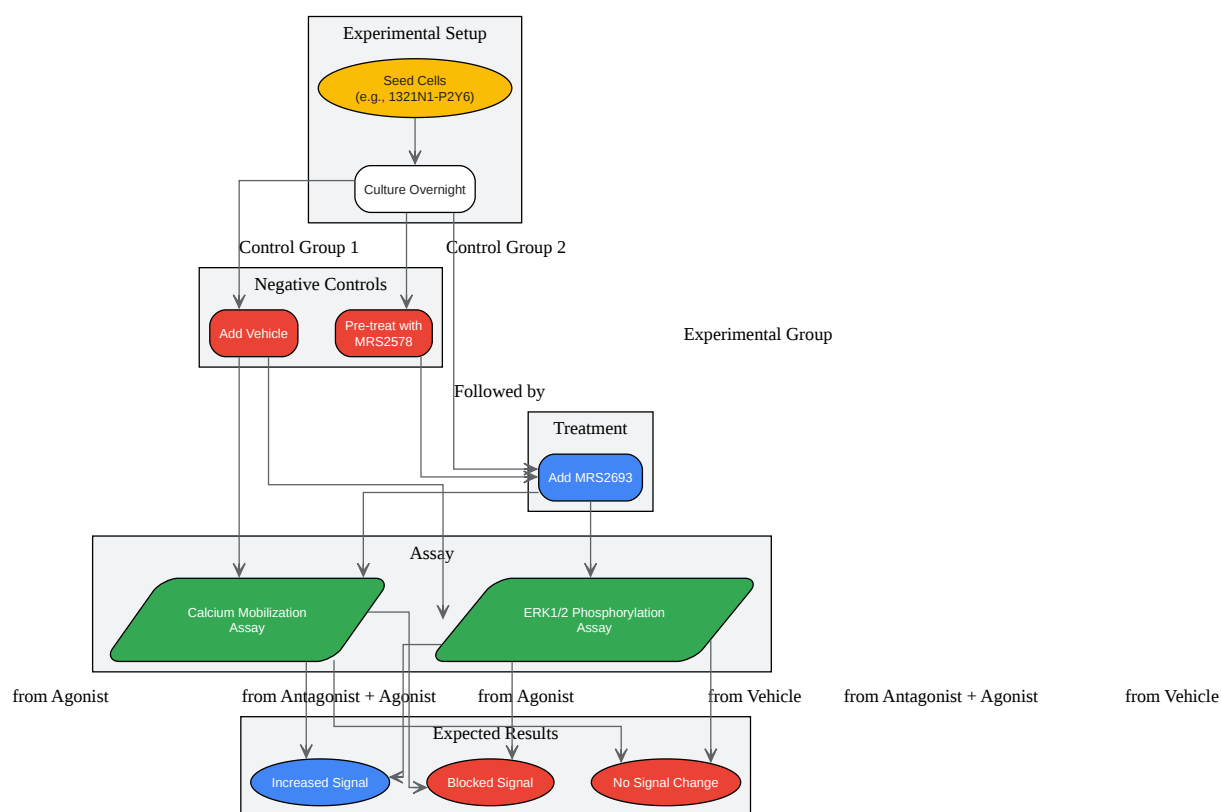 Experimental Setup
Seed Cells
(e.g., 1321N1-P2Y6)
Culture Overnight
Control Group 1
Control Group 2
Negative Controls
Add Vehicle
Pre-treat with
MRS2578
Experimental Group
Followed by
Treatment
Add MRS2693
Assay
Calcium Mobilization
Assay
ERK1/2 Phosphorylation
Assay
from Agonist
from Antagonist + Agonist
from Agonist
from Vehicle
from Antagonist + Agonist
from Vehicle
Expected Results
Increased Signal
Blocked Signal
No Signal Change